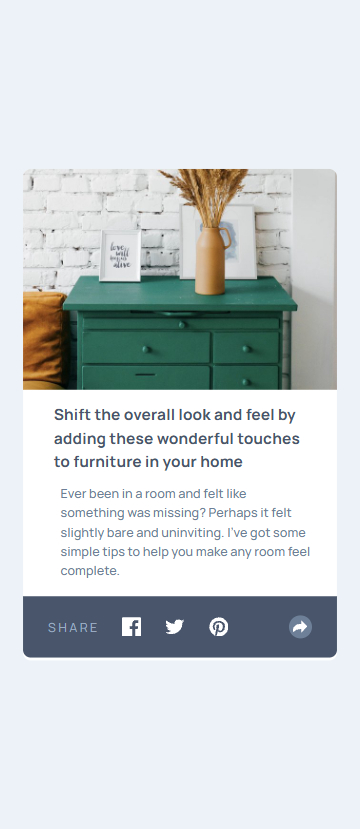 love
will
keep us
alive
Shift the overall look and feel by
adding these wonderful touches
to furniture in your home
Ever been in a room and felt like
something was missing? Perhaps it felt
slightly bare and uninviting. I've got some
simple tips to help you make any room feel
complete.
SHARE